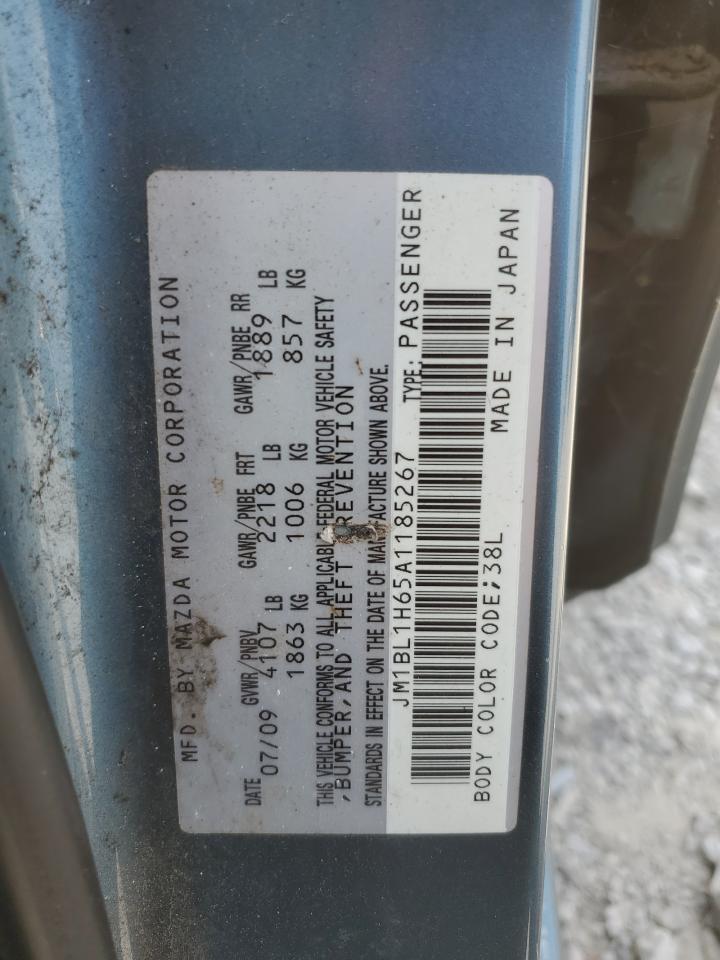 MFD. BY MAZDA MOTOR CORPORATION
DATE GVWR/PNBV GAWR/PNBE FRT GAWR/PNBE RR
07/09 4107 LB 2218 LB 1889 LB
1863 KG 1006 KG 857 KG
THIS VEHICLE CONFORMS TO ALL APPLICABLE FEDERAL MOTOR VEHICLE SAFETY
,BUMPER, AND THEFT PREVENTION
STANDARDS IN EFFECT ON THE DATE OF MANUFACTURE SHOWN ABOVE.
JM1BL1H65A1185267 TYPE: PASSENGER
BODY COLOR CODE;38L MADE IN JAPAN